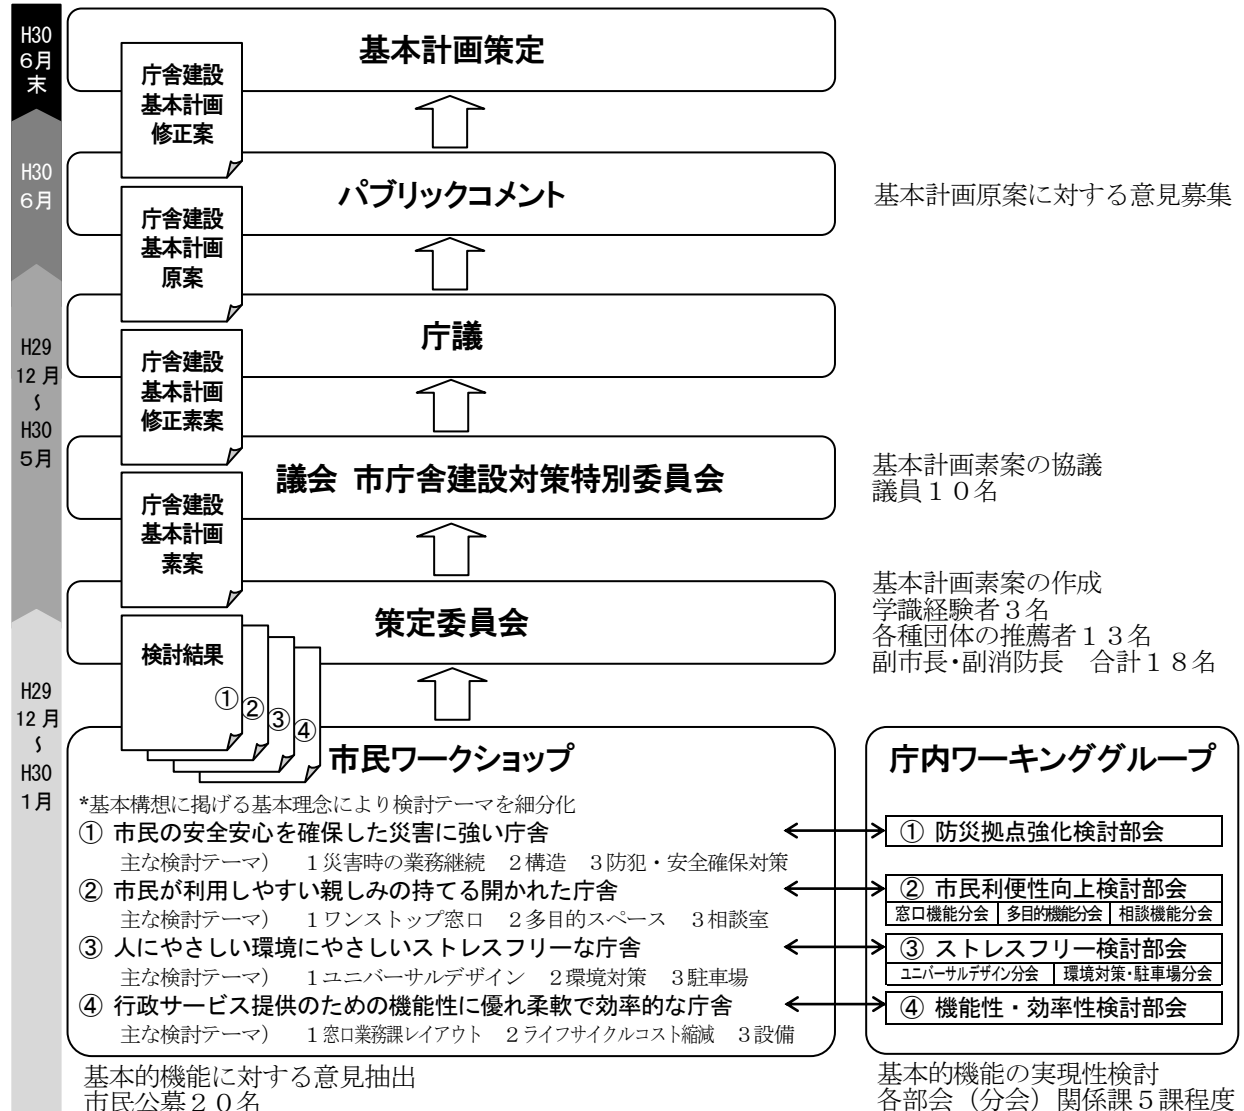 H30
6月
末
基本計画策定
庁舎建設
基本計画
修正案
H30
6月
パブリックコメント
基本計画原案に対する意見募集
庁舎建設
基本計画
原案
H29
12月
～
H30
5月
庁議
庁舎建設
基本計画
修正素案
議会 市庁舎建設対策特別委員会
基本計画素案の協議
議員10名
庁舎建設
基本計画
素案
策定委員会
基本計画素案の作成
学識経験者3名
各種団体の推薦者13名
副市長・副消防長 合計18名
検討結果
①
②
③
④
H29
12月
～
H30
1月
市民ワークショップ
*基本構想に掲げる基本理念により検討テーマを細分化
① 市民の安全安心を確保した災害に強い庁舎
主な検討テーマ) 1災害時の業務継続 2構造 3防犯・安全確保対策
② 市民が利用しやすい親しみの持てる開かれた庁舎
主な検討テーマ) 1ワンストップ窓口 2多目的スペース 3相談室
③ 人にやさしい環境にやさしいストレスフリーな庁舎
主な検討テーマ) 1ユニバーサルデザイン 2環境対策 3駐車場
④ 行政サービス提供のための機能性に優れ柔軟で効率的な庁舎
主な検討テーマ) 1窓口業務課レイアウト 2ライフサイクルコスト縮減 3設備
基本的機能に対する意見抽出
市民公募20名
庁内ワーキンググループ
① 防災拠点強化検討部会
② 市民利便性向上検討部会
窓口機能分会 多目的機能分会 相談機能分会
③ ストレスフリー検討部会
ユニバーサルデザイン分会 環境対策・駐車場分会
④ 機能性・効率性検討部会
基本的機能の実現性検討
各部会（分会）関係課5課程度